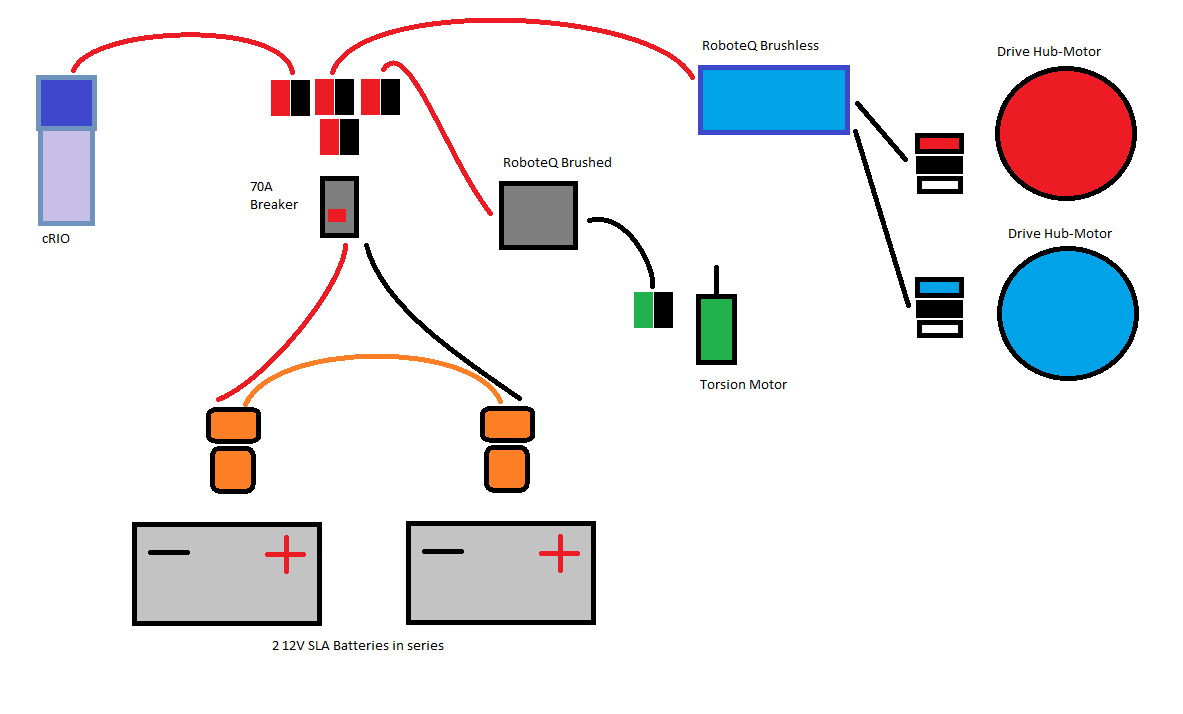 RoboteQ Brushless
Drive Hub-Motor
RoboteQ Brushed
70A
Breaker
cRIO
Drive Hub-Motor
Torsion Motor
2 12V SLA Batteries in series